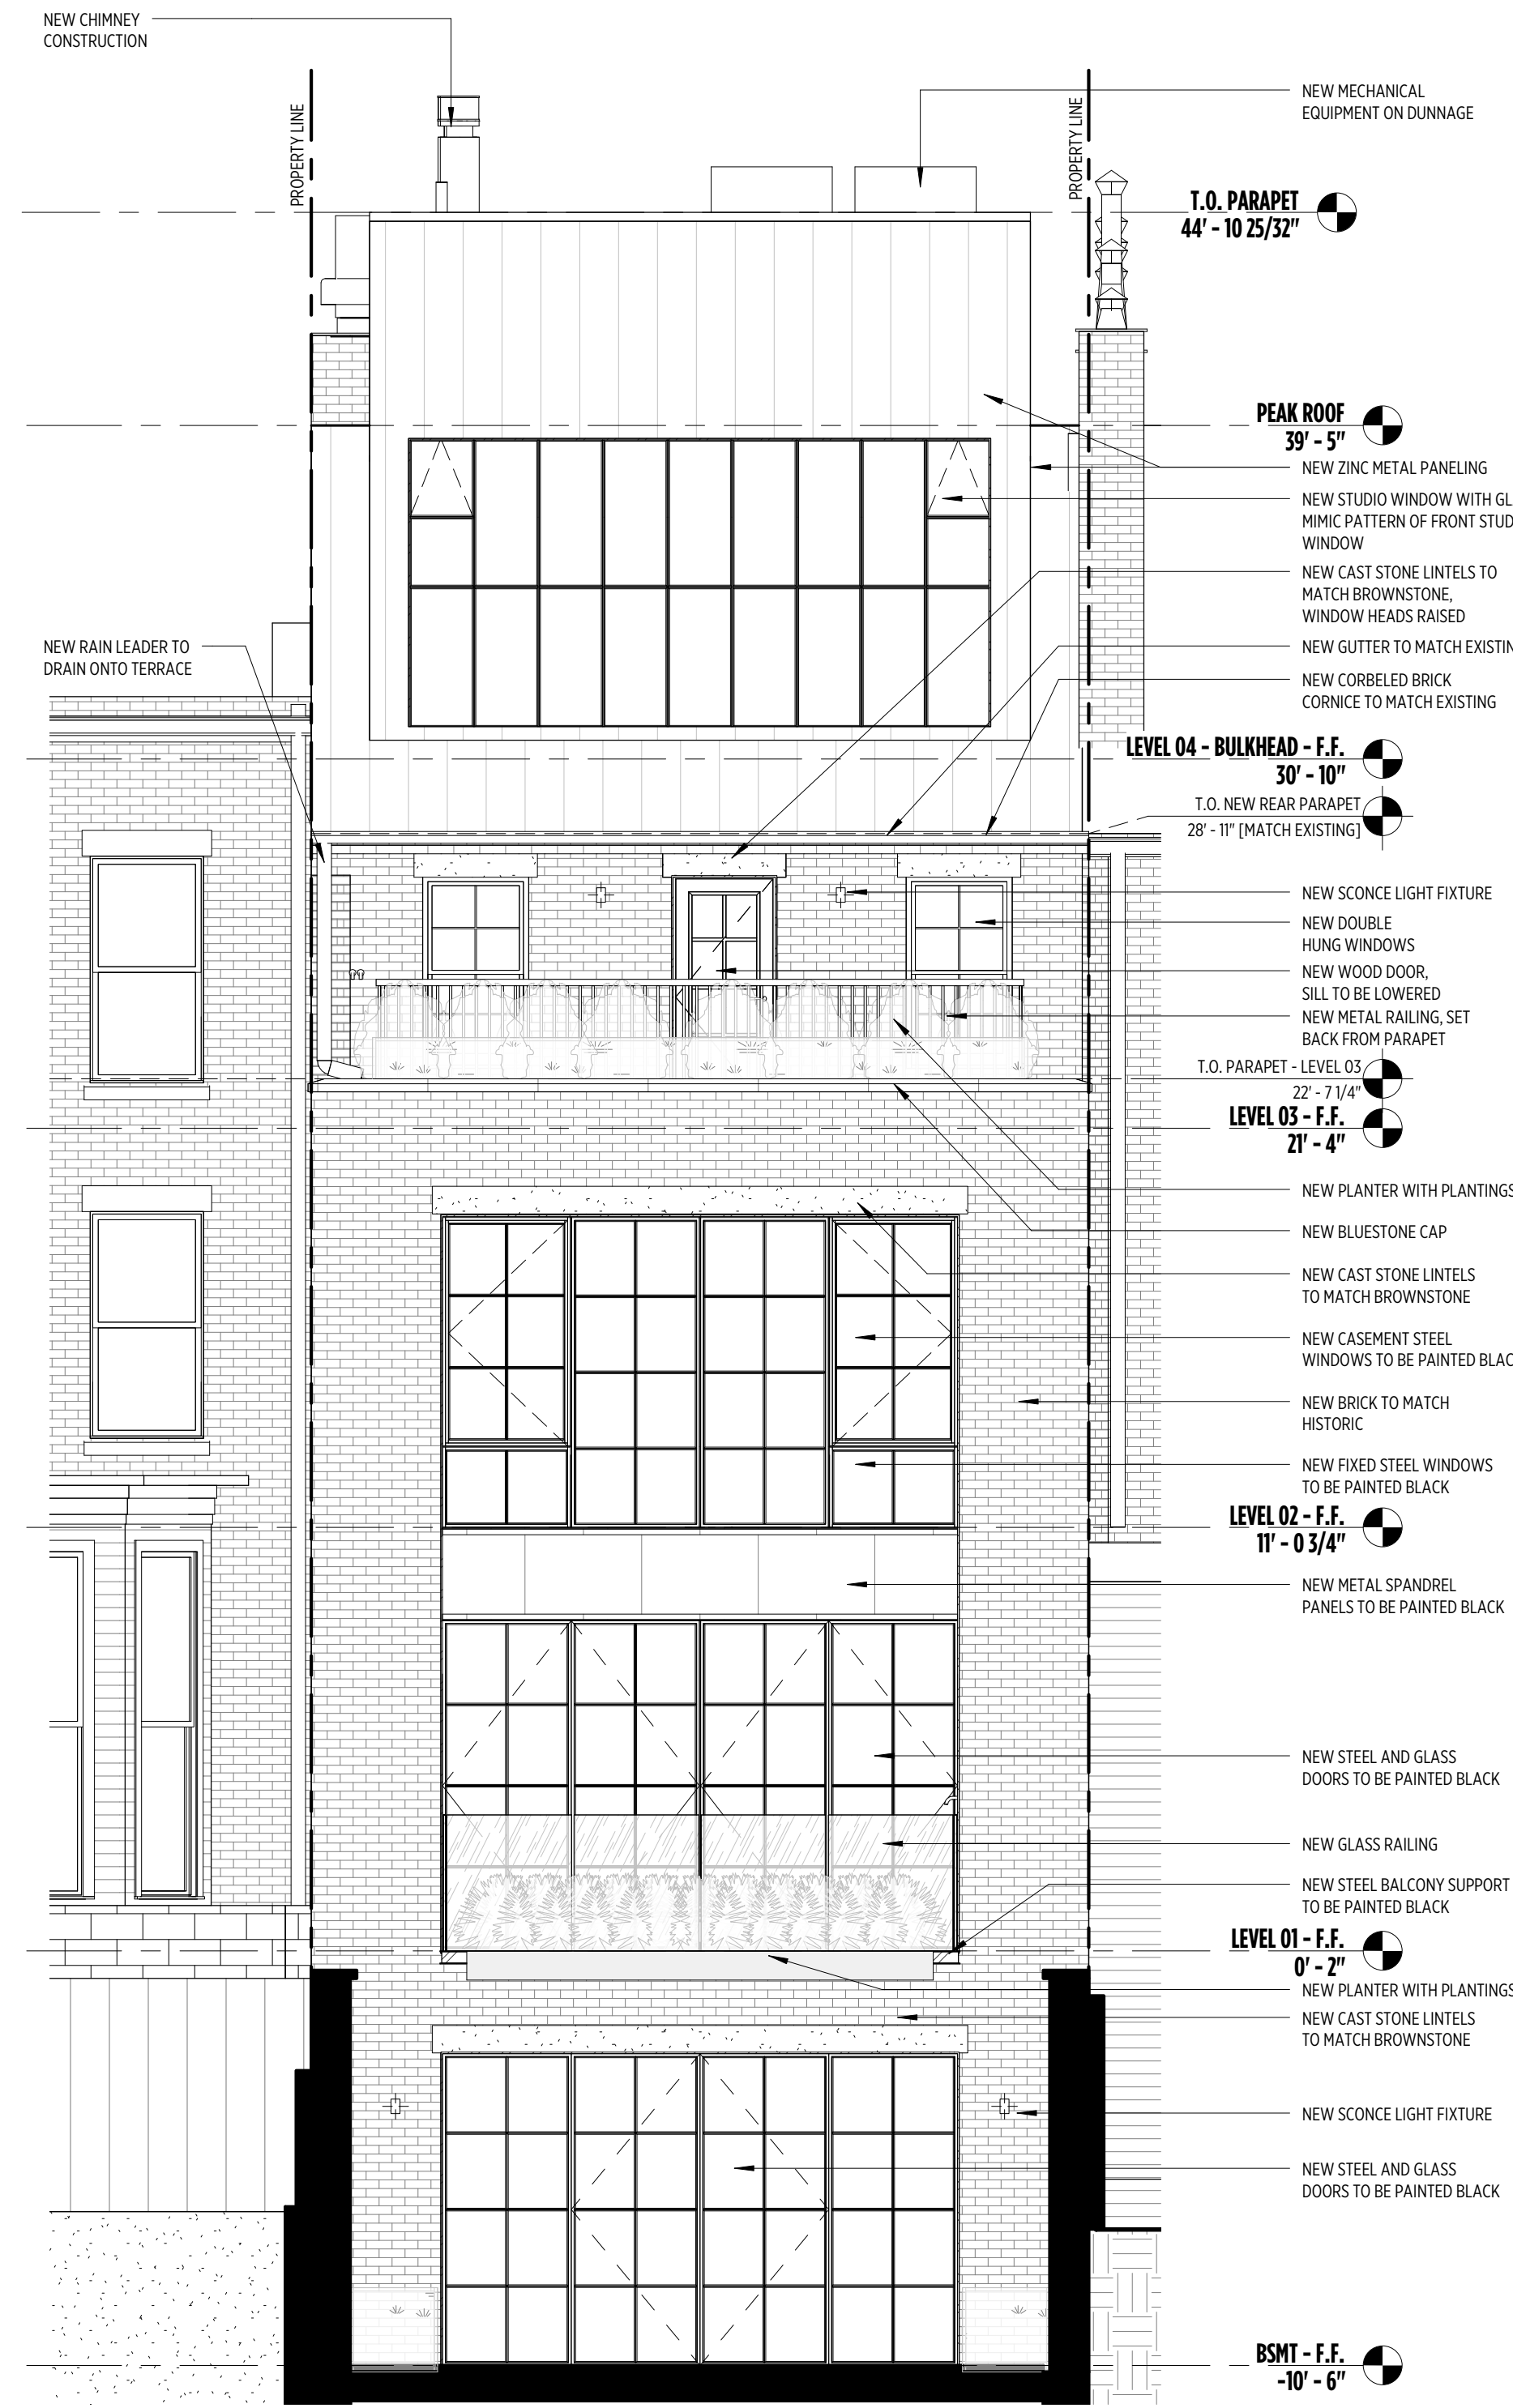 NEW CHIMNEY
CONSTRUCTION
PROPERTY LINE
PROPERTY LINE
NEW MECHANICAL
EQUIPMENT ON DUNNAGE
T.O. PARAPET
44' - 10 25/32"
PEAK ROOF
39' - 5"
NEW ZINC METAL PANELING
NEW STUDIO WINDOW WITH
MIMIC PATTERN OF FRONT
WINDOW
NEW CAST STONE LINTELS TO
MATCH BROWNSTONE,
WINDOW HEADS RAISED
NEW RAIN LEADER TO
DRAIN ONTO TERRACE
NEW GUTTER TO MATCH
NEW CORBELED BRICK
CORNICE TO MATCH EXISTING
LEVEL 04 - BULKHEAD - F.F.
30' - 10"
T.O. NEW REAR PARAPET
28' - 11" [MATCH EXISTING]
NEW SCONCE LIGHT FIXTURE
NEW DOUBLE
HUNG WINDOWS
NEW WOOD DOOR,
SILL TO BE LOWERED
NEW METAL RAILING, SET
BACK FROM PARAPET
T.O. PARAPET - LEVEL 03
22' - 7 1/4"
LEVEL 03 - F.F.
21' - 4"
NEW PLANTER WITH PLANTINGS
NEW BLUESTONE CAP
NEW CAST STONE LINTELS
TO MATCH BROWNSTONE
NEW CASEMENT STEEL
WINDOWS TO BE PAINTED
NEW BRICK TO MATCH
HISTORIC
NEW FIXED STEEL WINDOWS
TO BE PAINTED BLACK
LEVEL 02 - F.F.
11' - 0 3/4"
NEW METAL SPANDREL
PANELS TO BE PAINTED BLACK
NEW STEEL AND GLASS
DOORS TO BE PAINTED BLACK
NEW GLASS RAILING
NEW STEEL BALCONY SUPPORT
TO BE PAINTED BLACK
LEVEL 01 - F.F.
0' - 2"
NEW PLANTER WITH PLANTINGS
NEW CAST STONE LINTELS
TO MATCH BROWNSTONE
NEW SCONCE LIGHT FIXTURE
NEW STEEL AND GLASS
DOORS TO BE PAINTED BLACK
BSMT - F.F.
-10' - 6"